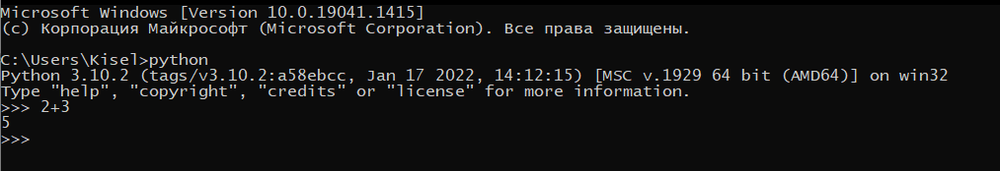 Microsoft Windows [Version 10.0.19041.1415]
(c) Корпорация Майкрософт (Microsoft Corporation). Все права защищены.
C:\Users\Kisel>python
Python 3.10.2 (tags/v3.10.2:a58ebcc, Jan 17 2022, 14:12:15) [MSC v.1929 64 bit (AMD64)] on win32
Type "help", "copyright", "credits" or "license" for more information.
>>> 2+3
5
>>>